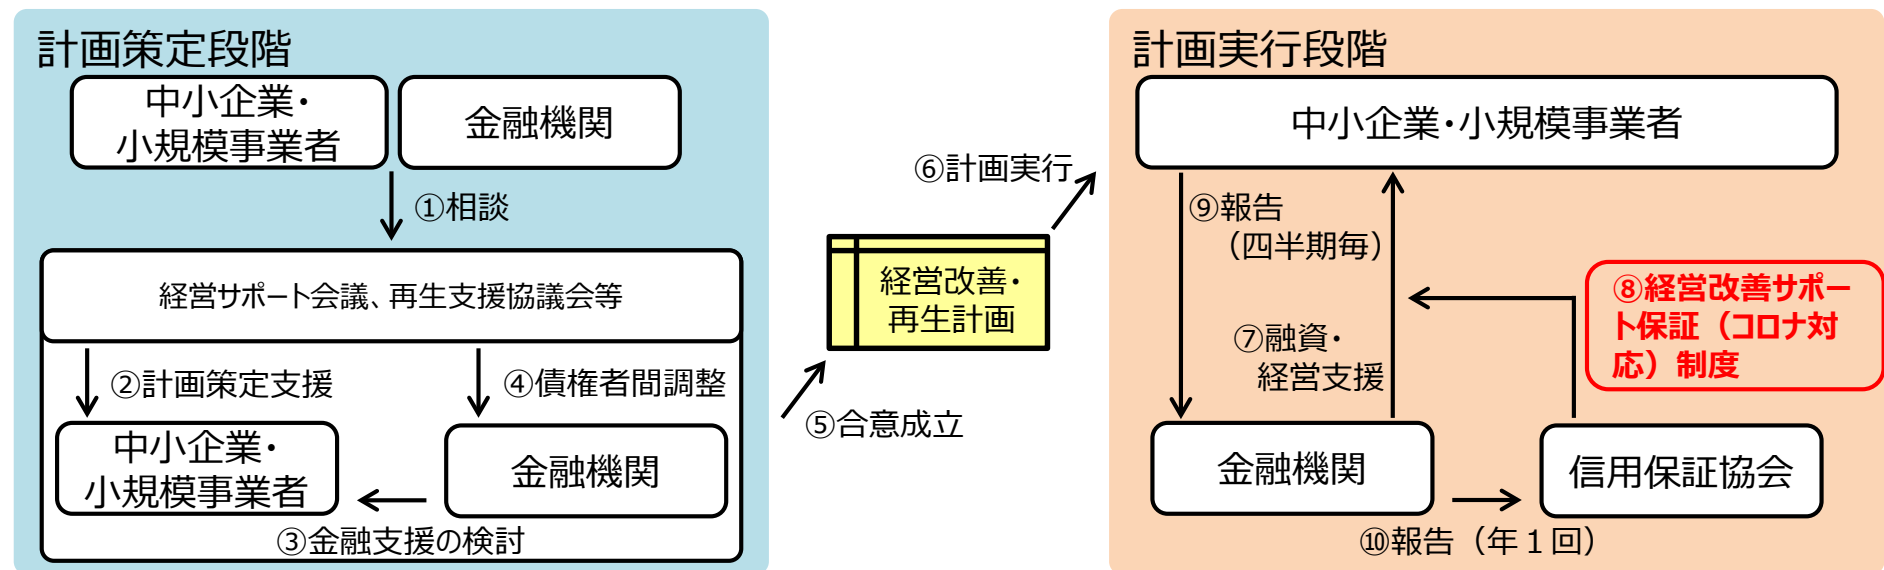 計画策定段階
中小企業・
小規模事業者
金融機関
①相談
経営サポート会議、再生支援協議会等
②計画策定支援
④債権者間調整
中小企業・
小規模事業者
金融機関
③金融支援の検討
⑤合意成立
経営改善・
再生計画
⑥計画実行
計画実行段階
中小企業・小規模事業者
⑨報告
（四半期毎）
⑦融資・
経営支援
⑧経営改善サポー
ト保証（コロナ対
応）制度
金融機関
信用保証協会
⑩報告（年１回）